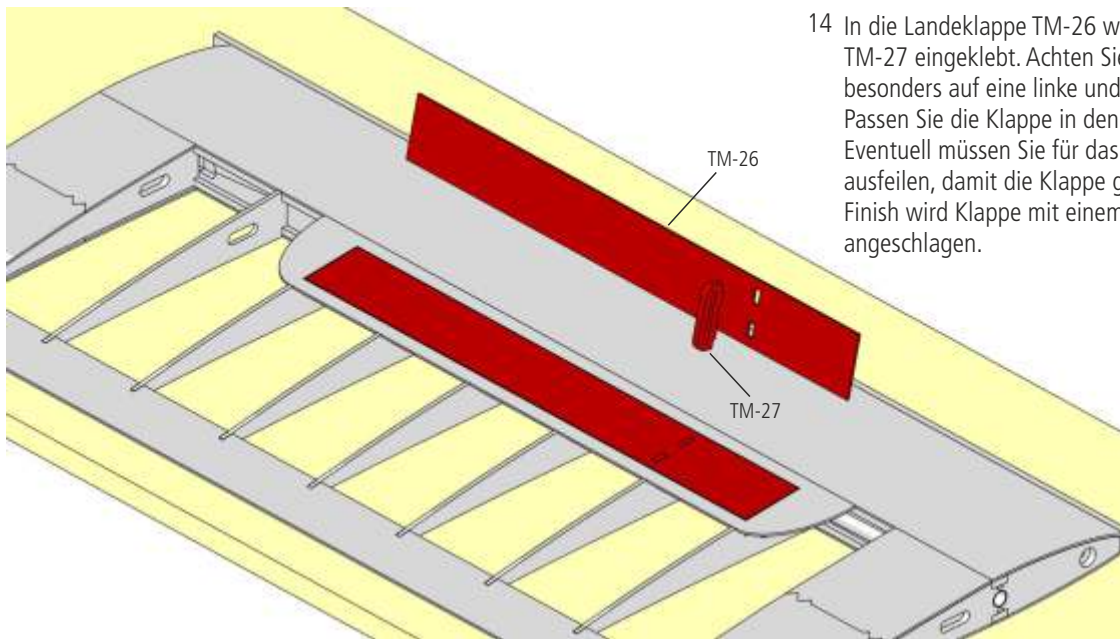 14 In die Landeklappe TM-26 w
TM-27 eingeklebt. Achten Sie
besonders auf eine linke und
Passen Sie die Klappe in den
Eventuell müssen Sie für das
ausfeilen, damit die Klappe g
Finish wird Klappe mit einem
angeschlagen.
TM-26
TM-27